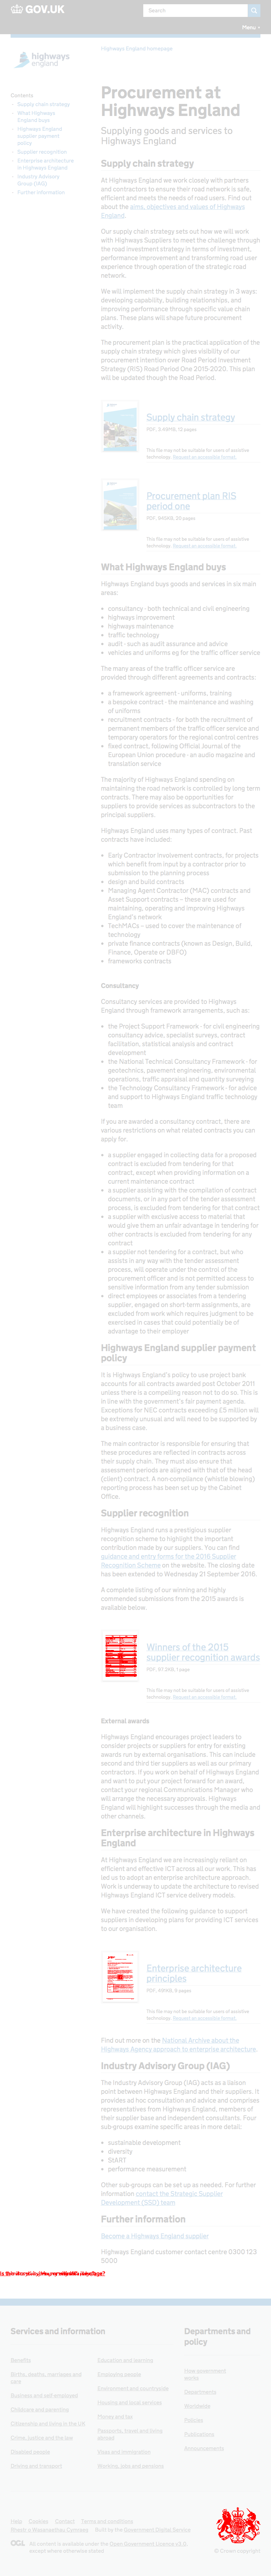 GOV.UK
Search
Menu
highways
england
Highways England homepage
Contents
Supply chain strategy
What Highways
England buys
Highways England
supplier payment
policy
Supplier recognition
Enterprise architecture
in Highways England
Industry Advisory
Group (IAG)
Further information
Procurement at
Highways England
Supplying goods and services to
Highways England
Supply chain strategy
At Highways England we work closely with partners
and contractors to ensure their road network is safe,
efficient and meets the needs of the road user. Find out
about the aims, objectives and values of Highways
England.
Our supply chain strategy sets out how we will work
with Highways Suppliers to meet the challenge through
the road investment strategy in terms of investment,
performance improvement and transforming road user
experience through operation of the strategic road
network.
We will implement the supply chain strategy in 3 ways:
developing capability, building relationships, and
improving performance through specific value chain
plans. These plans will will value future procurement
activity.
The procurement plan is the practical application of the
supply chain strategy which gives visibility of our
procurement intention over the first road period Road
Investment Strategy (RIS) Road Period One 2015-2020. This plan
will be updated through the Road Period.
Supply chain strategy
PDF, 3.48MB, 12 pages
This file may not be suitable for users of assistive
technology. Request an accessible format.
Procurement plan RIS
period one
This file may not be suitable for users of assistive
technology. Request an accessible format.
What Highways England buys
Highways England buys goods and services in six main
areas:
consultancy - both technical and civil engineering
highways improvement
highways maintenance
traffic technology
audit - such as audit assurance and advice
vehicles and uniforms eg for the traffic officer service
The many areas of the traffic officer service are
provided through different agreements and contracts:
a framework agreement - uniforms, training
a bespoke contract - the maintenance and washing
of uniforms
recruitment contracts - for both the recruitment of
permanent members of the traffic officer service and
temporary operators for the regional control centres
fixed contract, following Official Journal of the
European Union procedure - an audio magazine and
translation service
The majority of Highways England spending on
maintaining the road network is on long term
contracts. There may also be opportunities for
suppliers to provide services as subcontractors to the
principal suppliers.
Highways England uses many types of contract. Past
contracts have included:
Early Contractor Involvement contracts, for projects
which benefit from input by a contractor prior to
submission to the planning process
design and build contracts
Managing Agent Contractor (MAC) contracts and
Asset Support contracts – these are used for
maintaining, operating and improving Highways
England's network
TechMACs – used to cover the maintenance of
technology
private finance contracts (known as Design, Build,
Finance, Operate or DBFO)
frameworks contracts
Consultancy
Consultancy services are provided to Highways
England through framework arrangements, such as:
the Project Support Framework - for civil engineering
consultancy advice, specialist surveys, contract
facilitation, statistical analysis and contract
development
the National Technical Consultancy Framework - for
geotechnics, pavement engineering, environmental
operations, traffic appraisal and quantity surveying
the Technology Consultancy Framework - for advice
and support to Highways England traffic technology
team
If you are awarded a consultancy contract; there are
various restrictions on what related contracts you can
apply for.
a supplier engaged in collecting data for a proposed
contract is excluded from tendering for that
contract, except when providing information on a
current maintenance contract
a supplier assisting with the compilation of contract
documents, or in any part of the tender assessment
process, is excluded from tendering for that contract
a supplier with exclusive access to material that
would give them an unfair advantage in other
contracts is excluded from tendering for those
contracts
a supplier not tendering for a contract, but who
assists in any way with the tender assessment
process, will operate under the control of a
procurement officer and is not permitted access to
sensitive information from any tender submission
direct employees or associates from a tendering
supplier, engaged on short-term assignments, are
excluded from work that would provide evidence
exercised as contact that could be seen to be of
advantage to their employer
Highways England supplier payment
policy
It is Highways England's policy to use project bank
accounts for all contracts awarded post October 2011
unless there is a compelling reason not to do so. This is
in line with the government's fair payment agenda.
Exceptions for NEC contracts exceeding £5 million will
not be permitted, and would need to be supported by
a business case.
The main contractor is responsible for ensuring that
these procedures are reflected in contracts across
their supply chain. They must also ensure that
assessment periods are aligned with that of the
(client) contract. A non-compliance (whistle blowing)
reporting process has been set up by the Cabinet
Office.
Supplier recognition
Highways England runs a prestigious supplier
recognition scheme to highlight the important
contribution made by our suppliers. You can find
guidance and entry forms for the 2016 Supplier
Recognition Scheme on the website. The closing date
has been extended to Wednesday 21 September 2016.
A complete listing of our winning and highly
commended submissions from the 2015 awards is
available below.
Winners of the 2015
supplier recognition awards
This file may not be suitable for users of assistive
technology. Request an accessible format.
External awards
Highways England encourages project leaders to
consider projects or suppliers for entry for existing
awards run by external organisations. This includes
second and third tier suppliers as well as our primary
contractors. If you work on behalf of Highways England
and want to put forward any schemes, please
contact your regional Communications Manager who
will arrange the necessary approvals. Highways
England will highlight successes through the media and
other channels.
Enterprise architecture in Highways
England
At Highways England we are increasingly reliant on
efficient and cost effective ICT across our work. This has
led us to adopt an enterprise architecture approach.
Work is underway to update the architecture to revised
Highways England ICT service delivery models.
We have created the following guidance to support
suppliers in developing plans for providing ICT services
to our organisation.
Enterprise architecture
principles
This file may not be suitable for users of assistive
technology. Request an accessible format.
Find out more on the National Archive about the
Highways Agency approach to enterprise architecture.
Industry Advisory Group (IAG)
The Industry Advisory Group (IAG) acts as a liaison
point between Highways England and their suppliers.
The IAG provides ad hoc consultation of advice and
comprises representatives from Highways England, members of
their supplier base and independent consultants. Four
sub-groups examine specific areas in more detail:
sustainable development
diversity
StART
performance measurement
Other sub-groups can be set up as needed. For further
information contact the Strategic Supplier
Development (SSD) team
Further information
Become a Highways England supplier
Highways England customer contact centre 0300 123
5000
Services and information
Benefits
Births, deaths, marriages and
care
Business and self-employed
Childcare and parenting
Citizenship and living in the UK
Crime, justice and the law
Disabled people
Driving and transport
Education and learning
Employing people
Environment and countryside
Housing and local services
Money and tax
Passports, travel and living
abroad
Visas and immigration
Working, jobs and pensions
Departments and
policy
How government
works
Departments
Worldwide
Policies
Publications
Announcements
Help Cookies Contact Terms and conditions
Rhestr o Wasanaethau Cymraeg Built by the Government Digital Service
OGL All content is available under the Open Government Licence v3.0,
except where otherwise stated
© Crown copyright